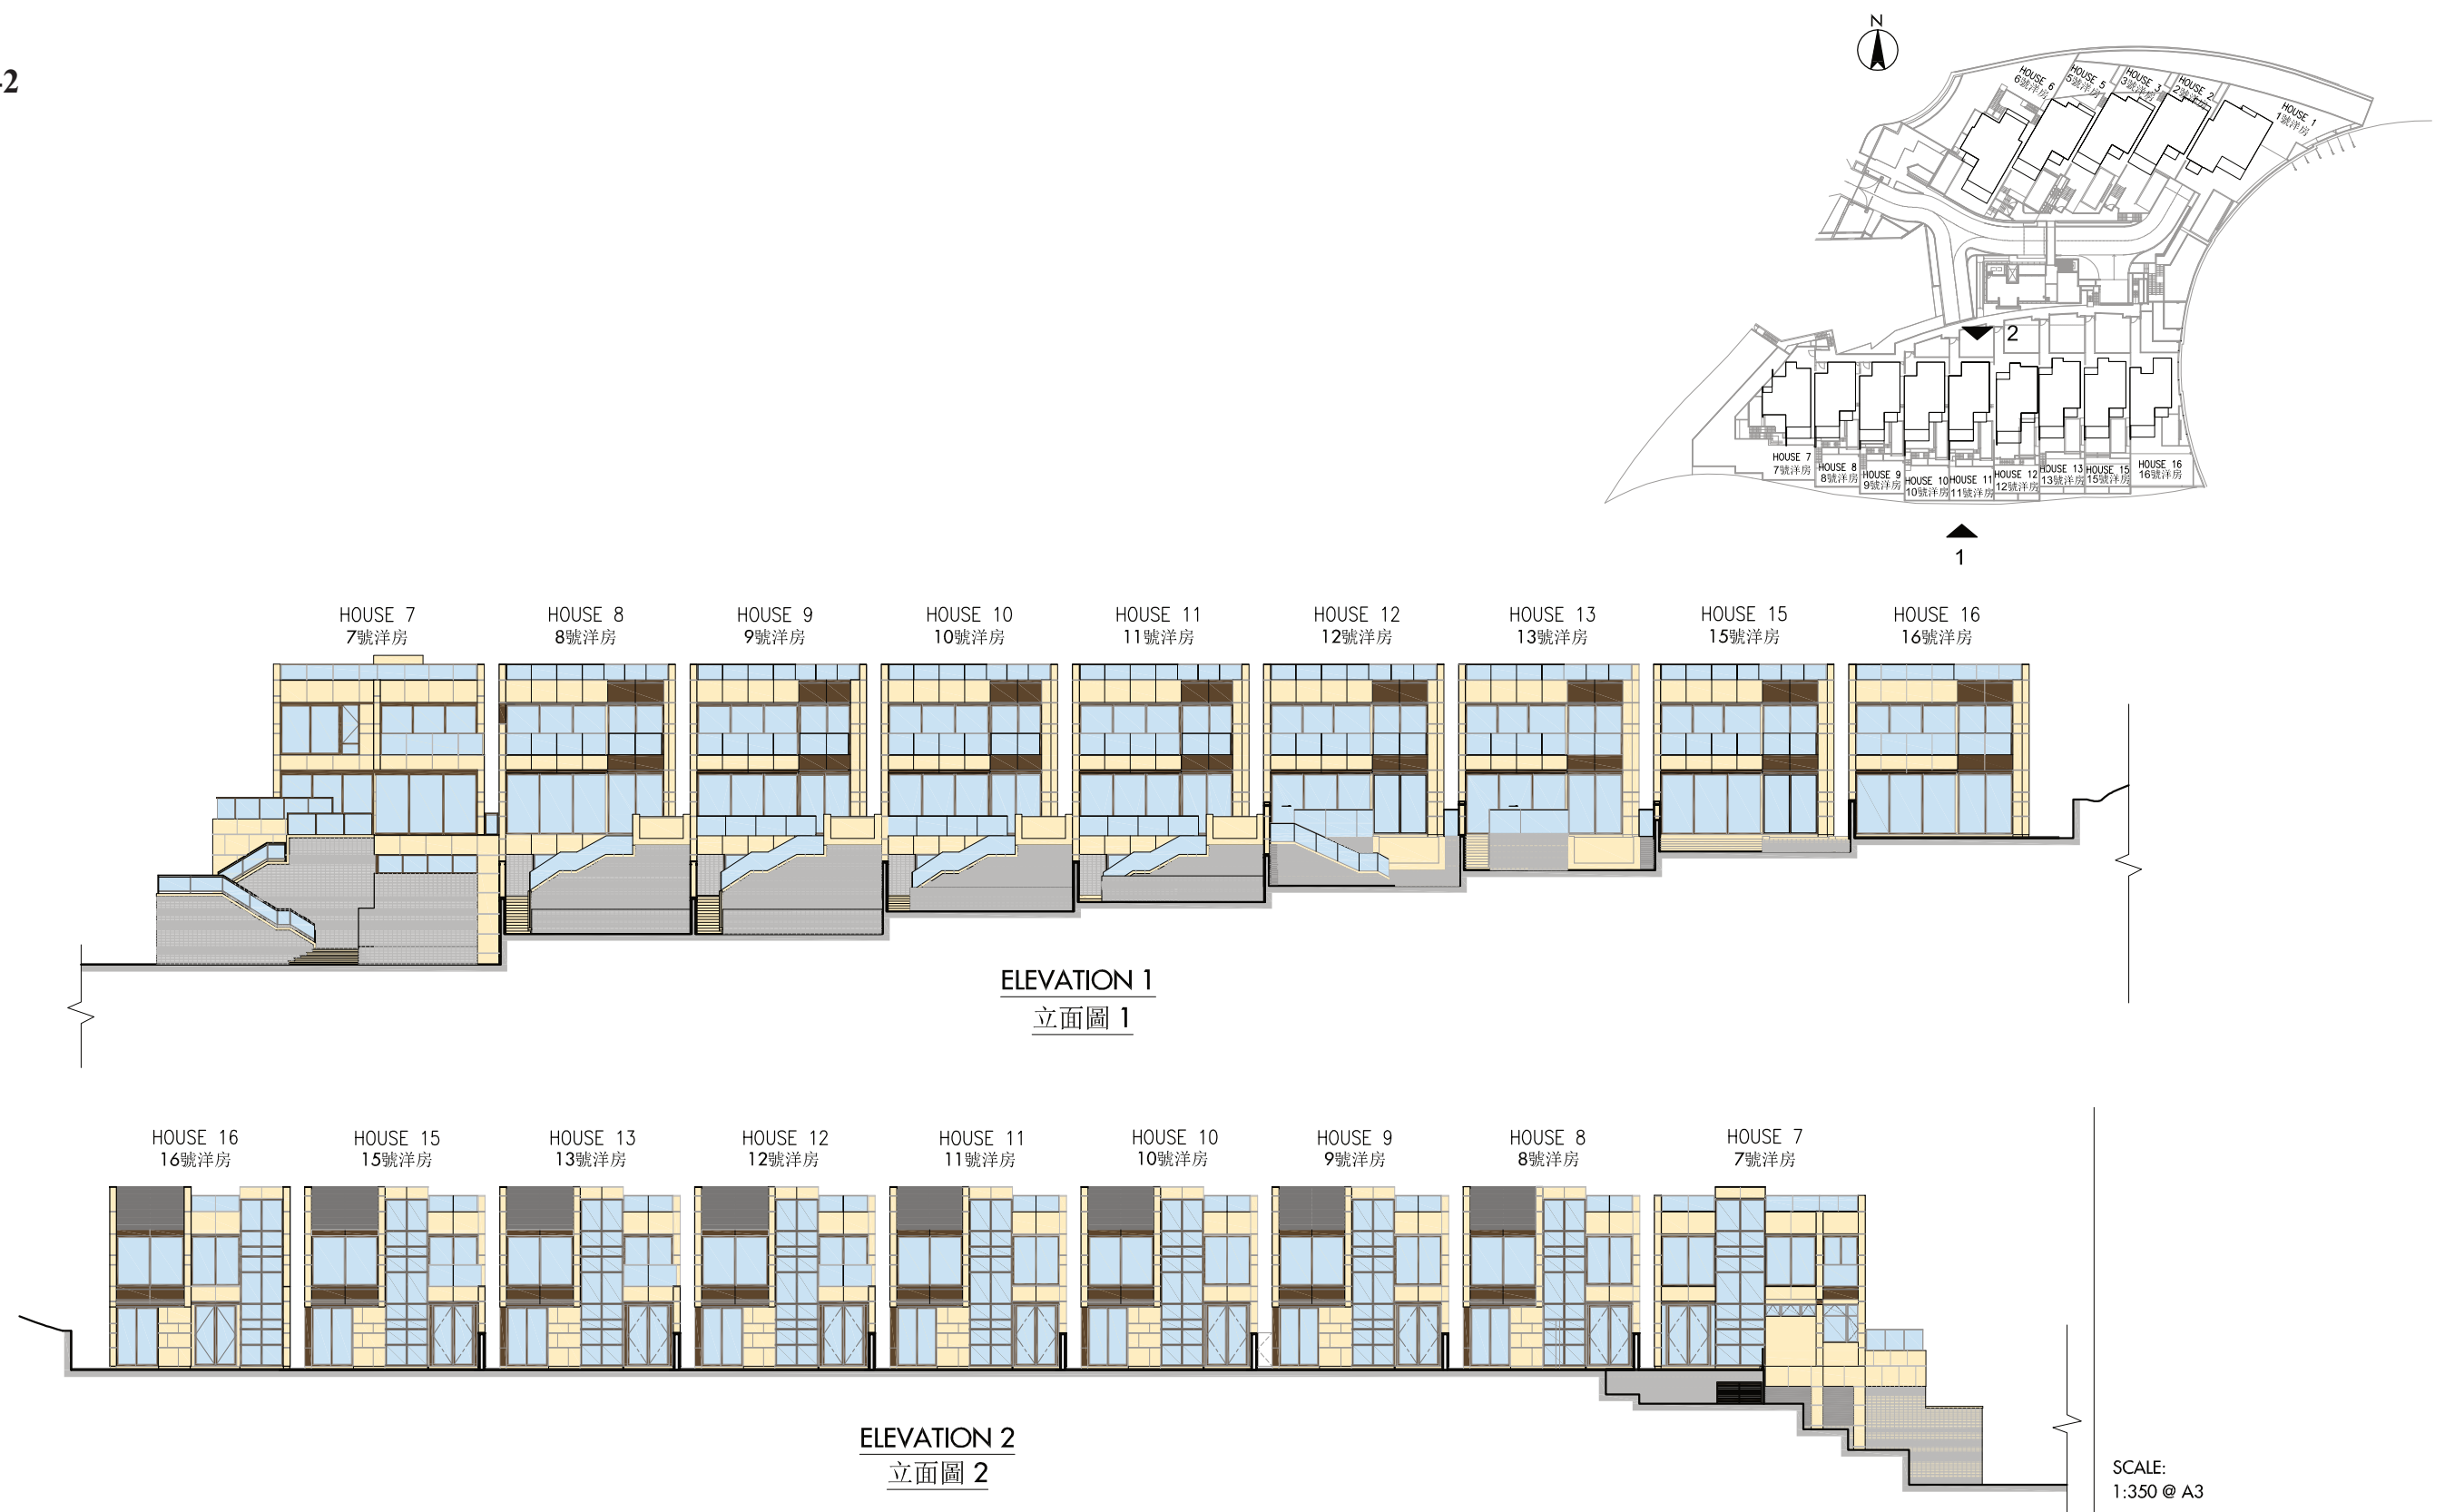 -2
N
HOUSE 6
6號洋房
HOUSE 5
5號洋房
HOUSE 3
3號洋房
HOUSE 2
2號洋房
HOUSE 1
1號洋房
2
HOUSE 7
7號洋房
HOUSE 8
8號洋房
HOUSE 9
9號洋房
HOUSE 10
10號洋房
HOUSE 11
11號洋房
HOUSE 12
12號洋房
HOUSE 13
13號洋房
HOUSE 15
15號洋房
HOUSE 16
16號洋房
1
HOUSE 7
7號洋房
HOUSE 8
8號洋房
HOUSE 9
9號洋房
HOUSE 10
10號洋房
HOUSE 11
11號洋房
HOUSE 12
12號洋房
HOUSE 13
13號洋房
HOUSE 15
15號洋房
HOUSE 16
16號洋房
ELEVATION 1
立面圖 1
HOUSE 16
16號洋房
HOUSE 15
15號洋房
HOUSE 13
13號洋房
HOUSE 12
12號洋房
HOUSE 11
11號洋房
HOUSE 10
10號洋房
HOUSE 9
9號洋房
HOUSE 8
8號洋房
HOUSE 7
7號洋房
ELEVATION 2
立面圖 2
SCALE:
1:350 @ A3